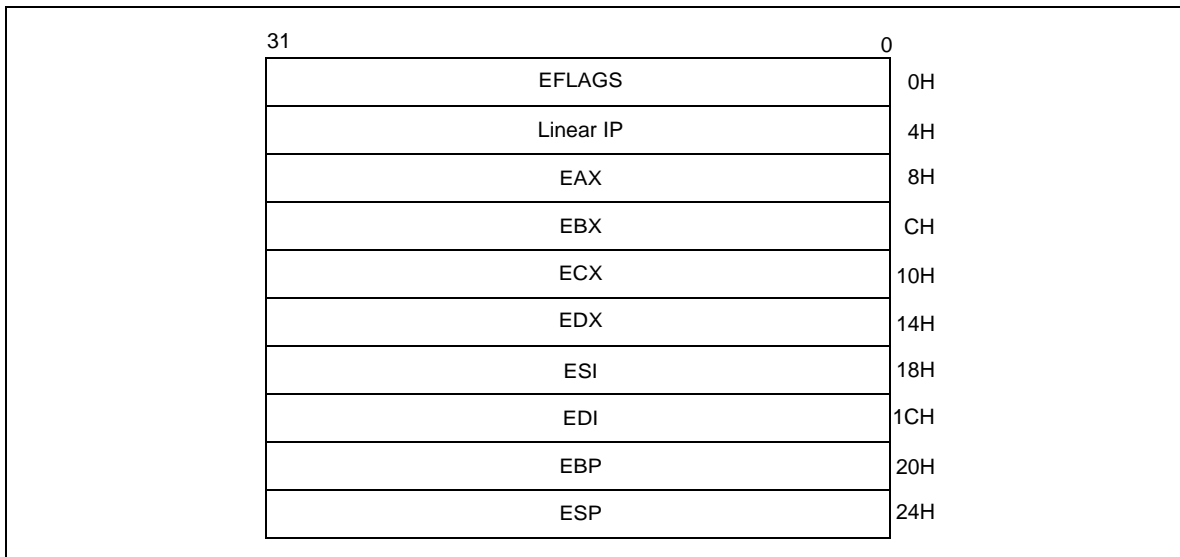 31 0
EFLAGS 0H
Linear IP 4H
EAX 8H
EBX CH
ECX 10H
EDX 14H
ESI 18H
EDI 1CH
EBP 20H
ESP 24H